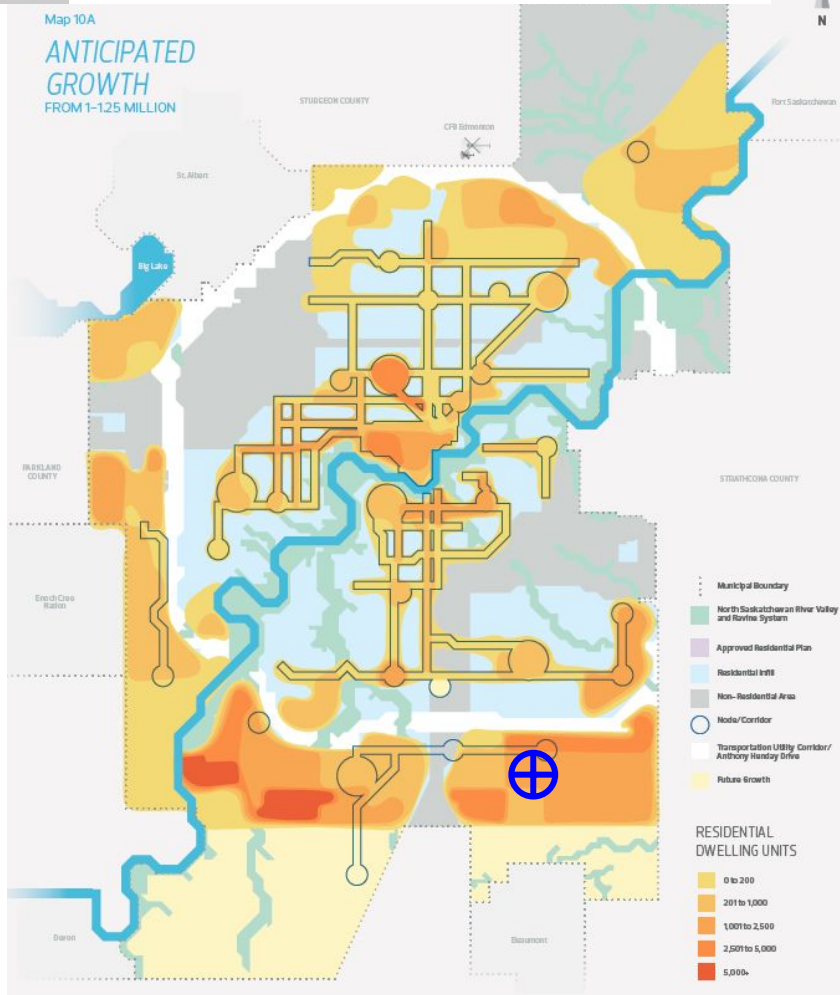 Map 10A
ANTICIPATED
GROWTH
FROM 1-1.25 MILLION
N
STURGEON COUNTY
CFB Edmonton
Fort Saskatchewan
St. Albert
Big Lake
PARKLAND
COUNTY
STRATHCONA COUNTY
Enoch Cree
Nation
Devon
Beaumont
Municipal Boundary
North Saskatchewan River Valley
and Ravine System
Approved Residential Plan
Residential Infill
Non-Residential Area
Node/Corridor
Transportation Utility Corridor/
Anthony Henday Drive
Future Growth
RESIDENTIAL
DWELLING UNITS
0 to 200
201 to 1,000
1,001 to 2,500
2,501 to 5,000
5,000+